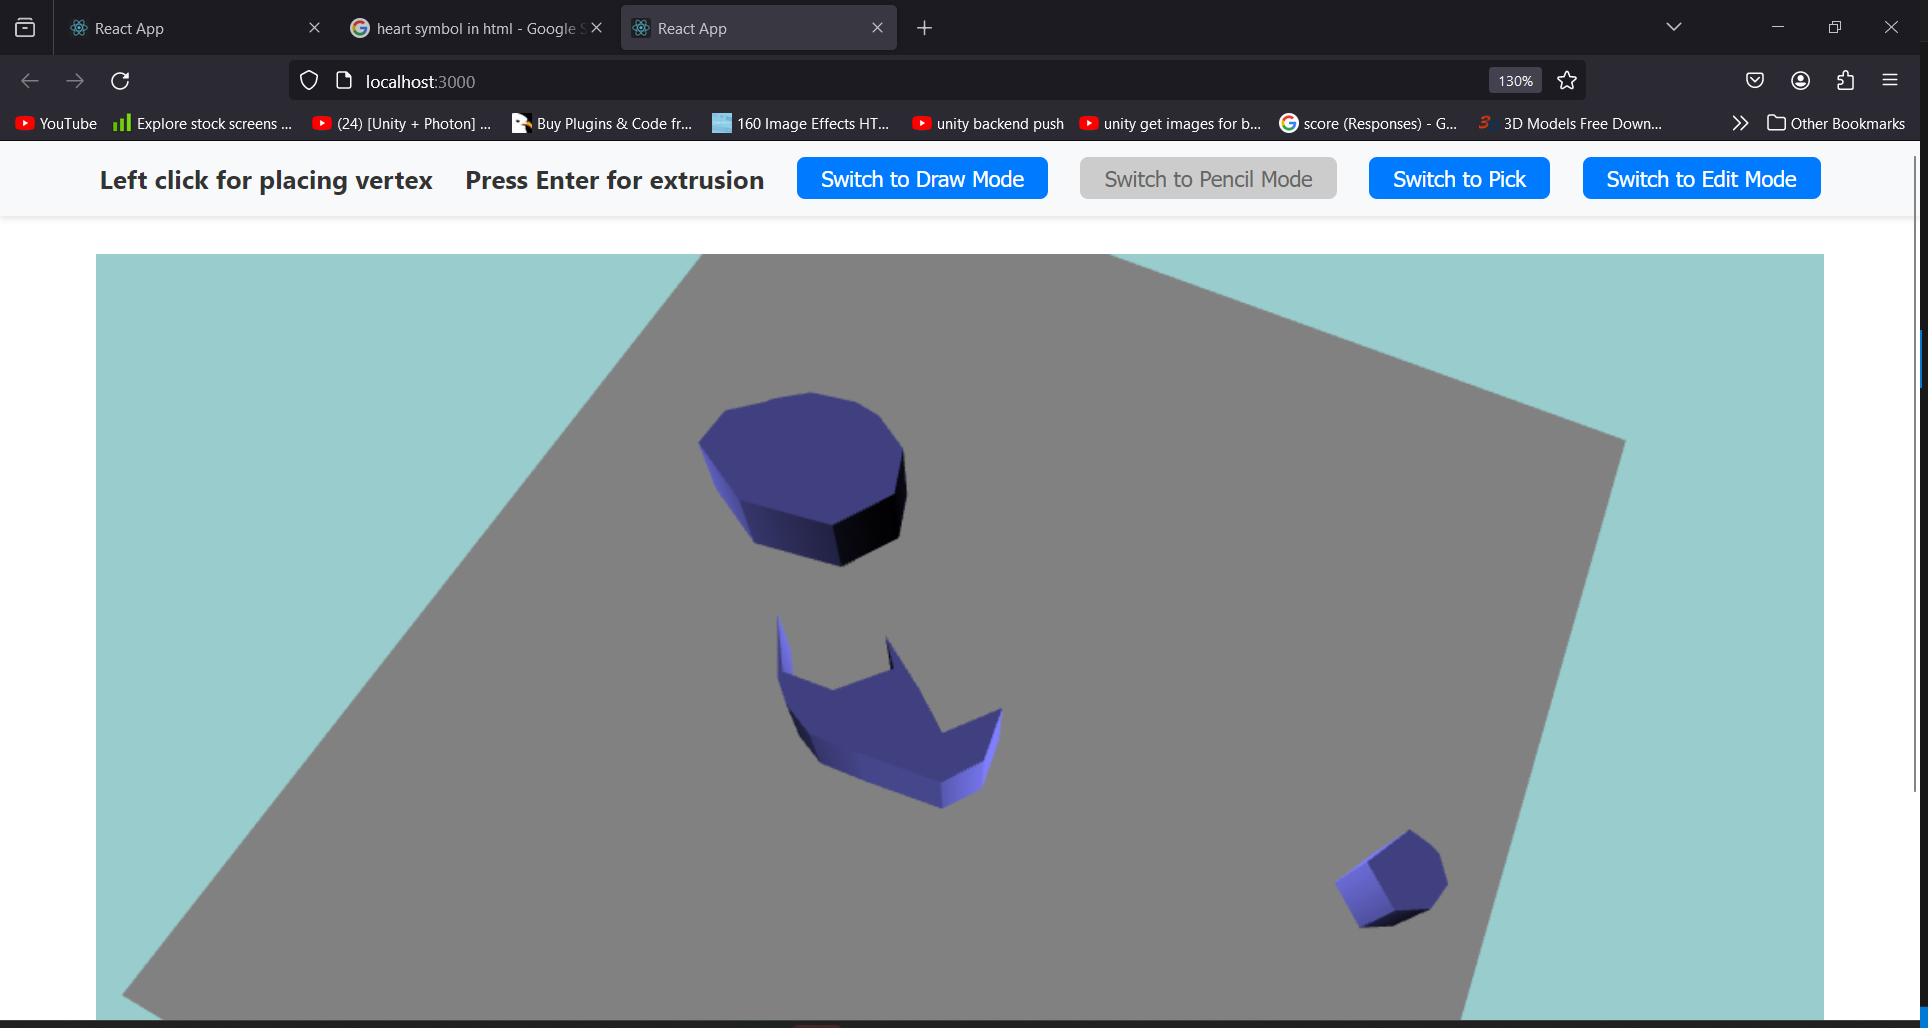 React App
heart symbol in html - Google S
React App
localhost:3000
130%
YouTube
Explore stock screens ...
(24) [Unity + Photon] ...
Buy Plugins & Code fr...
160 Image Effects HT...
unity backend push
unity get images for b...
score (Responses) - G...
3D Models Free Down...
Other Bookmarks
Left click for placing vertex
Press Enter for extrusion
Switch to Draw Mode
Switch to Pencil Mode
Switch to Pick
Switch to Edit Mode